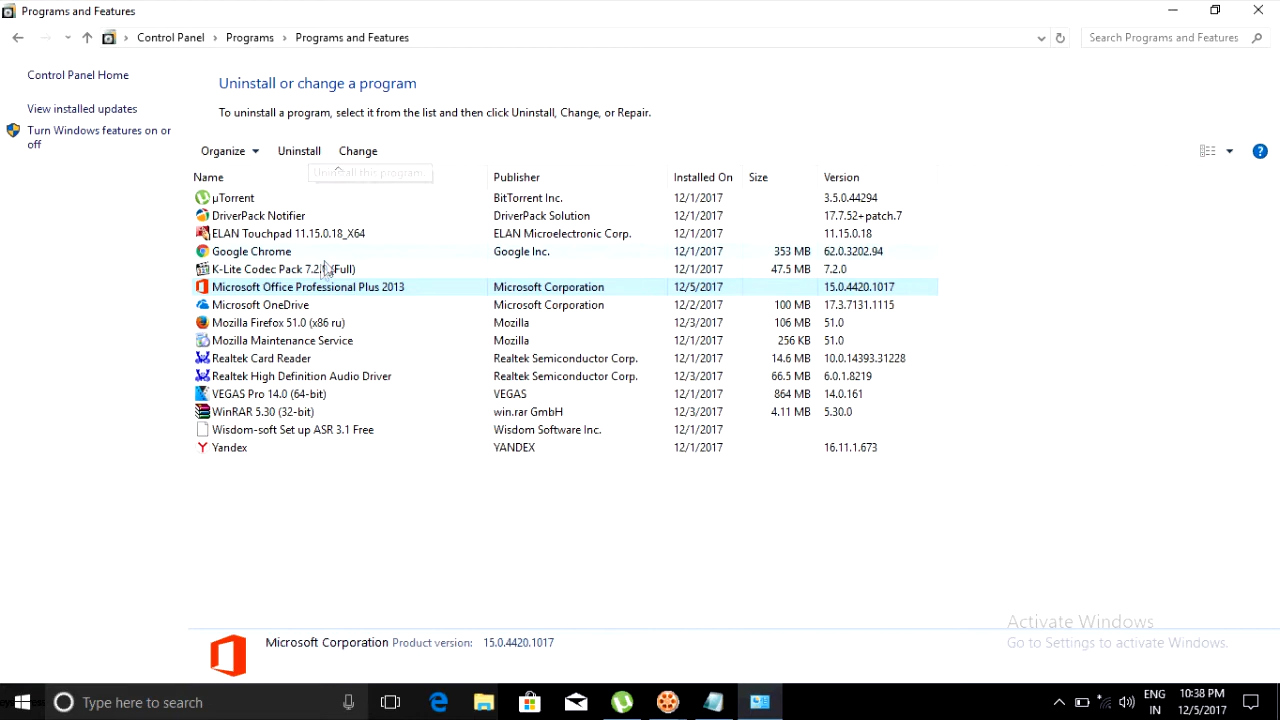 Programs and Features
Control Panel > Programs > Programs and Features
Search Programs and Features
Control Panel Home
View installed updates
Turn Windows features on or
off
Uninstall or change a program
To uninstall a program, select it from the list and then click Uninstall, Change, or Repair.
Organize Uninstall Change
Uninstall this program.
Name Publisher Installed On Size Version
µTorrent BitTorrent Inc. 12/1/2017 3.5.0.44294
DriverPack Notifier DriverPack Solution 12/1/2017 17.7.52+patch.7
ELAN Touchpad 11.15.0.18_X64 ELAN Microelectronic Corp. 12/1/2017 11.15.0.18
Google Chrome Google Inc. 12/1/2017 353 MB 62.0.3202.94
K-Lite Codec Pack (Full) 12/1/2017 47.5 MB 7.2.0
Microsoft Office Professional Plus 2013 Microsoft Corporation 12/5/2017 15.0.4420.1017
Microsoft OneDrive Microsoft Corporation 12/2/2017 100 MB 17.3.7131.1115
Mozilla Firefox 51.0 (x86 ru) Mozilla 12/3/2017 106 MB 51.0
Mozilla Maintenance Service Mozilla 12/1/2017 256 KB 51.0
Realtek Card Reader Realtek Semiconductor Corp. 12/1/2017 14.6 MB 10.0.14393.31228
Realtek High Definition Audio Driver Realtek Semiconductor Corp. 12/3/2017 66.5 MB 6.0.1.8219
VEGAS Pro 14.0 (64-bit) VEGAS 12/1/2017 864 MB 14.0.161
WinRAR 5.30 (32-bit) win.rar GmbH 12/3/2017 4.11 MB 5.30.0
Wisdom-soft Set up ASR 3.1 Free Wisdom Software Inc. 12/1/2017
Yandex YANDEX 12/1/2017 16.11.1.673
Activate Windows
Go to Settings to activate Windows.
Microsoft Corporation Product version: 15.0.4420.1017
Type here to search
ENG 10:38 PM
IN 12/5/2017